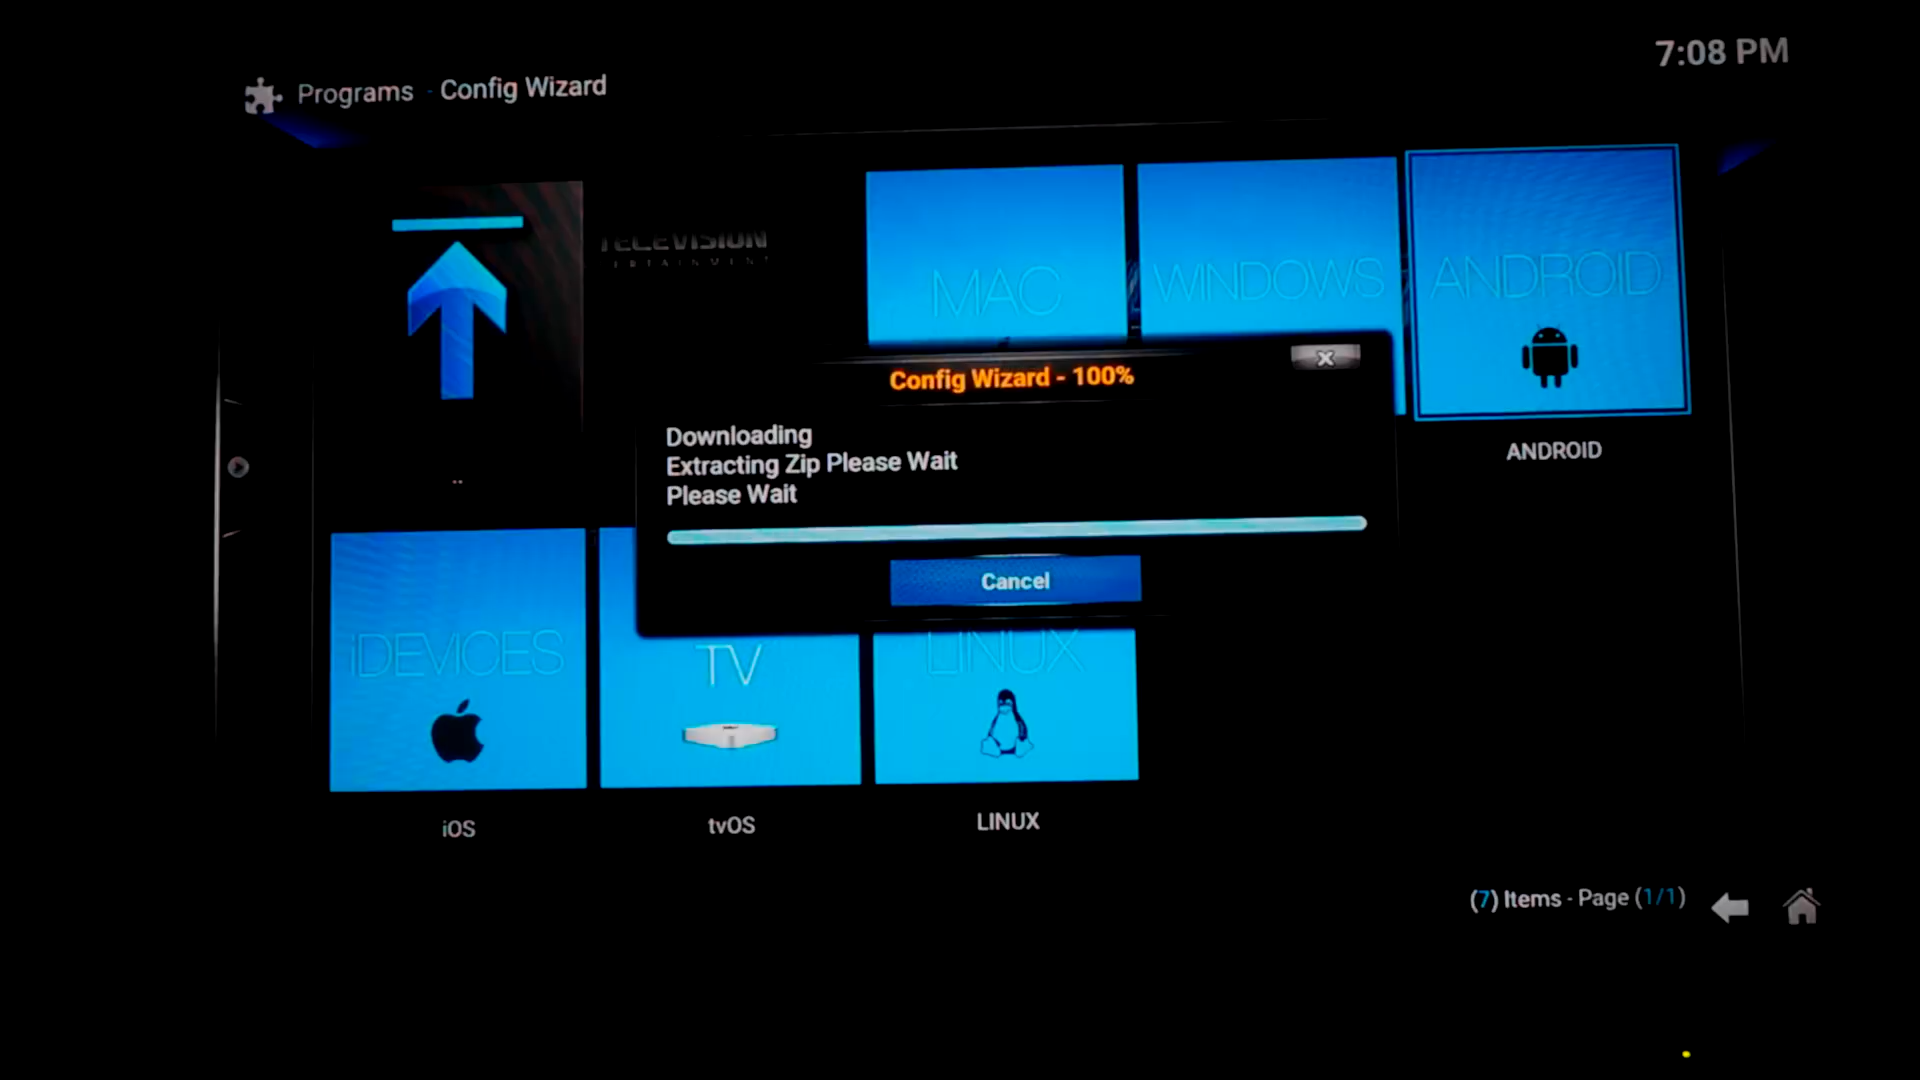 7:08 PM
Programs - Config Wizard
TELEVISION
MAC
WINDOWS
ANDROID
Config Wizard - 100%
x
Downloading
Extracting Zip Please Wait
Please Wait
ANDROID
..
Cancel
iDEVICES
TV
LINUX
iOS
tvOS
LINUX
(7) Items - Page (1/1)